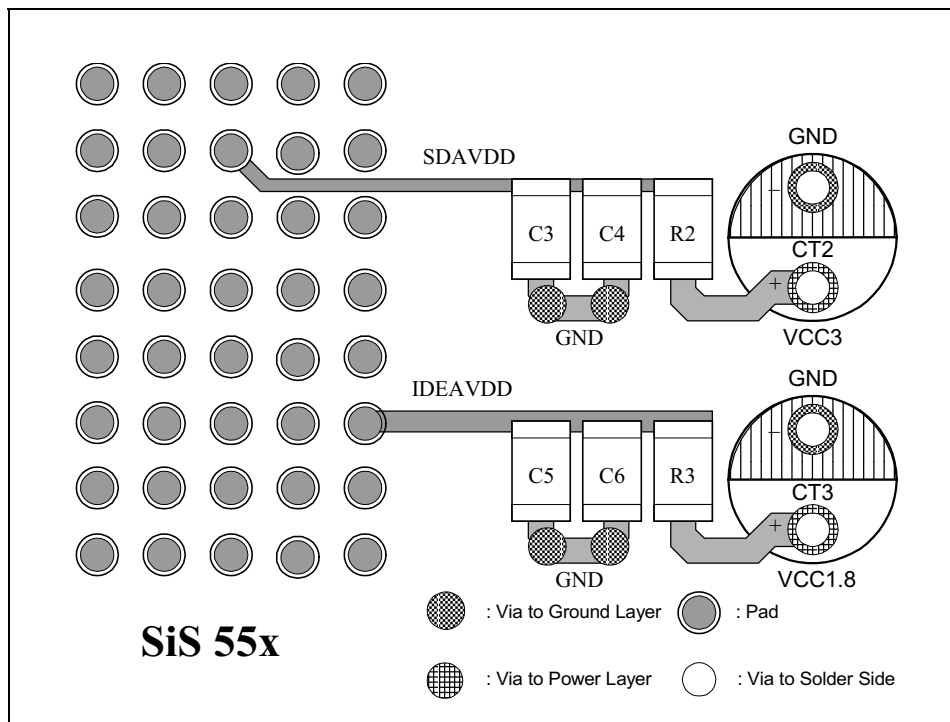 GND
SDAVDD
-
C3 C4 R2
CT2
+
GND
VCC3
GND
IDEAVDD
-
C5 C6 R3
CT3
+
GND
VCC1.8
: Via to Ground Layer : Pad
SiS 55x
: Via to Power Layer : Via to Solder Side